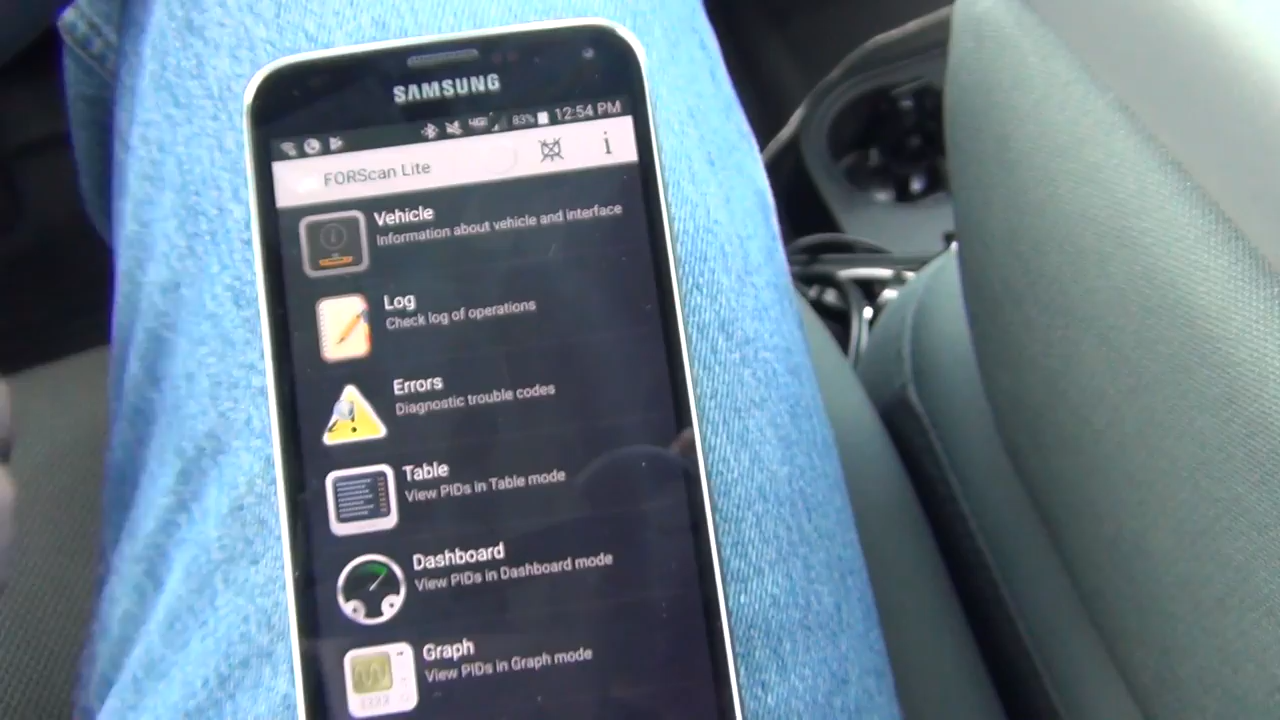 SAMSUNG
83% 12:54 PM
FORScan Lite
i
Vehicle
Information about vehicle and interface
Log
Check log of operations
Errors
Diagnostic trouble codes
Table
View PIDs in Table mode
Dashboard
View PIDs in Dashboard mode
Graph
View PIDs in Graph mode